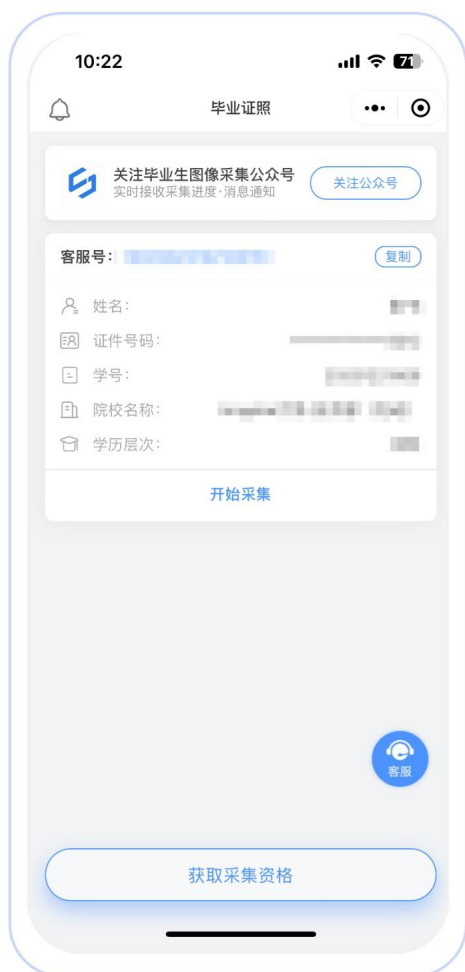 10:22
71
毕业证照
关注毕业生图像采集公众号
实时接收采集进度·消息通知
关注公众号
客服号：
复制
姓名：
证件号码：
学号：
院校名称：
学历层次：
开始采集
客服
获取采集资格